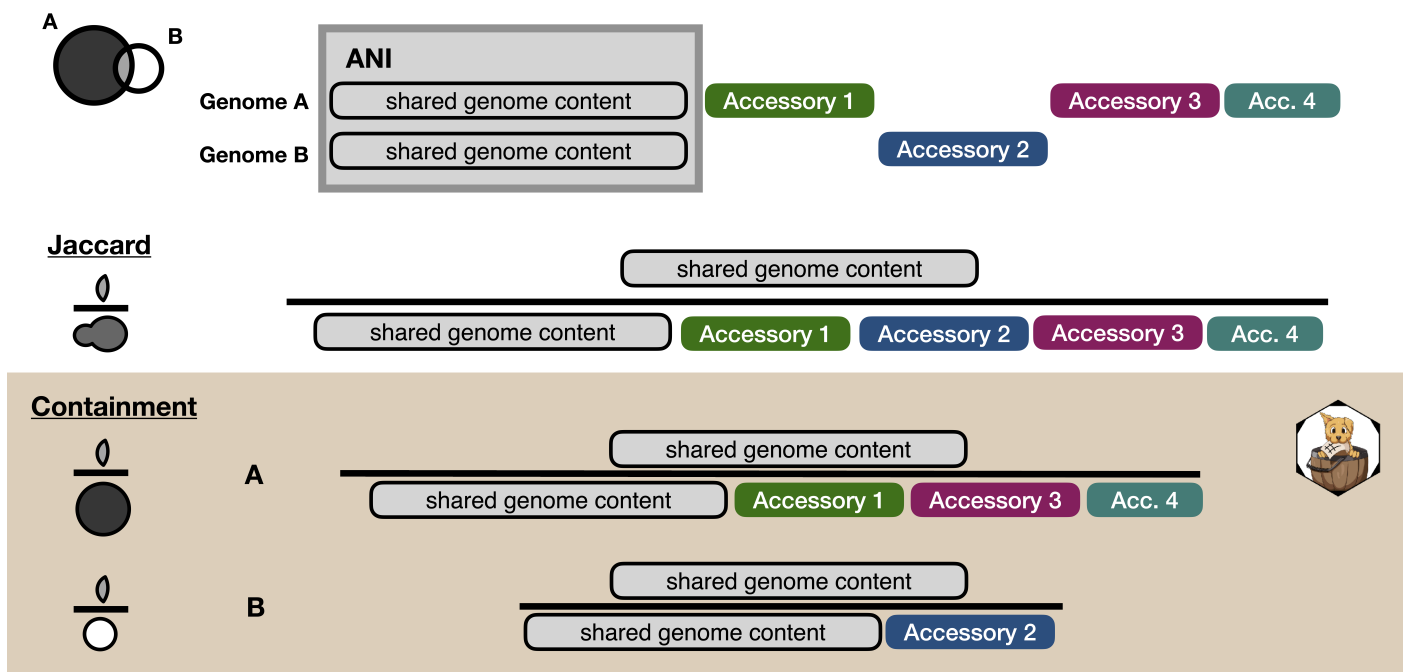 A
B
ANI
Genome A shared genome content Accessory 1 Accessory 3 Acc. 4
Genome B shared genome content Accessory 2
Jaccard
shared genome content
shared genome content Accessory 1 Accessory 2 Accessory 3 Acc. 4
Containment
A
shared genome content
shared genome content Accessory 1 Accessory 3 Acc. 4
B
shared genome content
shared genome content Accessory 2